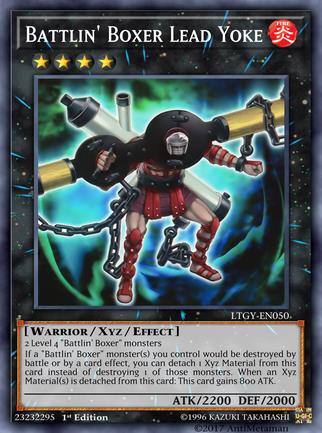 BATTLIN' BOXER LEAD YOKE
FIRE
炎
LTGY-EN050
[WARRIOR / XYZ / EFFECT]
2 Level 4 "Battlin' Boxer" monsters
If a "Battlin' Boxer" monster(s) you control would be destroyed by
battle or by a card effect, you can detach 1 Xyz Material from this
card instead of destroying 1 of those monsters. When an Xyz
Material(s) is detached from this card: This card gains 800 ATK.
ATK/2200 DEF/2000
23232295 1st Edition ©1996 KAZUKI TAKAHASHI
©2017 AntiMetaman